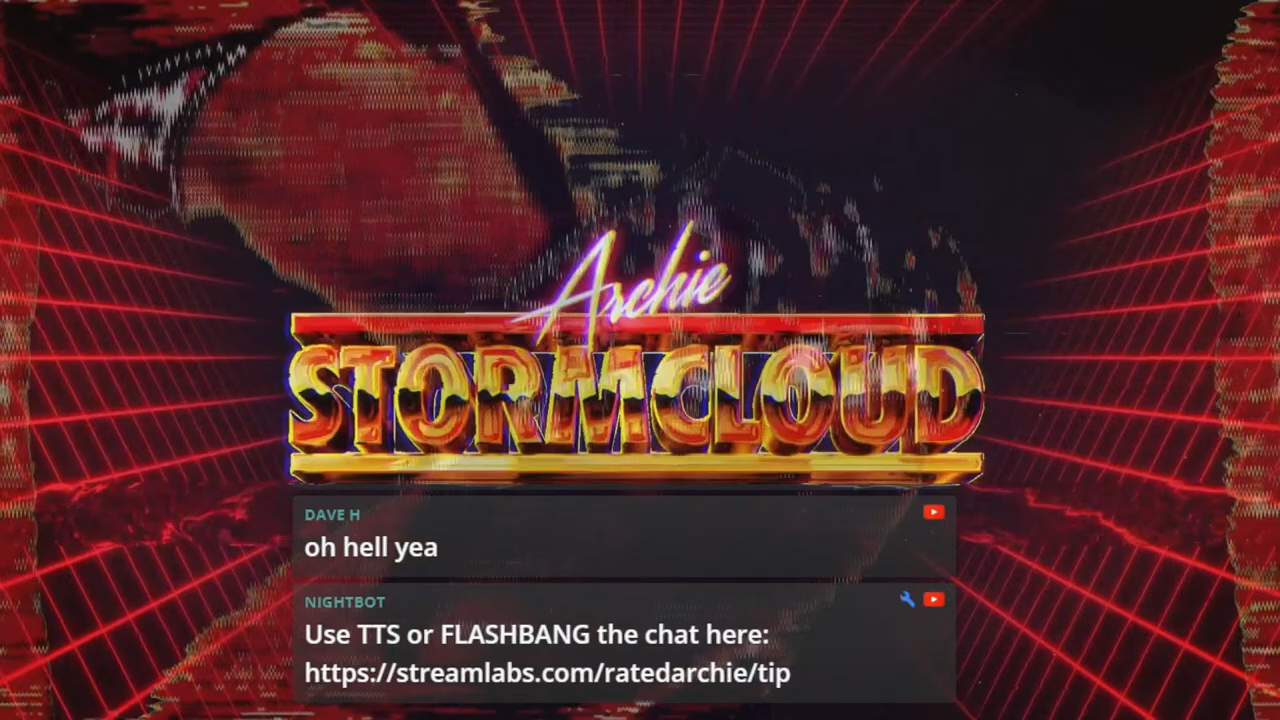 Archie
STORMCLOUD
DAVE H
oh hell yea
NIGHTBOT
Use TTS or FLASHBANG the chat here:
https://streamlabs.com/ratedarchie/tip